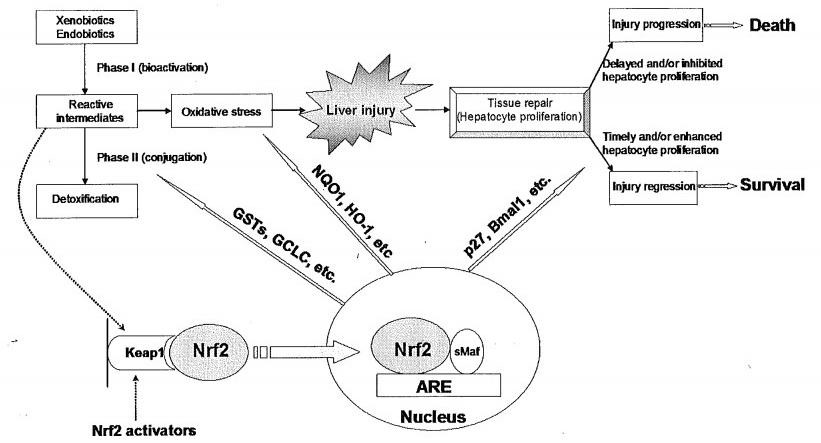 Xenobiotics
Endobiotics
Phase I (bioactivation)
Reactive
intermediates
Oxidative stress
Liver injury
Tissue repair
(Hepatocyte proliferation)
Injury progression
Death
Delayed and/or inhibited
hepatocyte proliferation
Timely and/or enhanced
hepatocyte proliferation
Injury regression
Survival
Phase II (conjugation)
Detoxification
GSTs, GCLC, etc.
NQO1, HO-1, etc
p27, Bmal1, etc.
Keap1
Nrf2
Nrf2
sMaf
ARE
Nucleus
Nrf2 activators